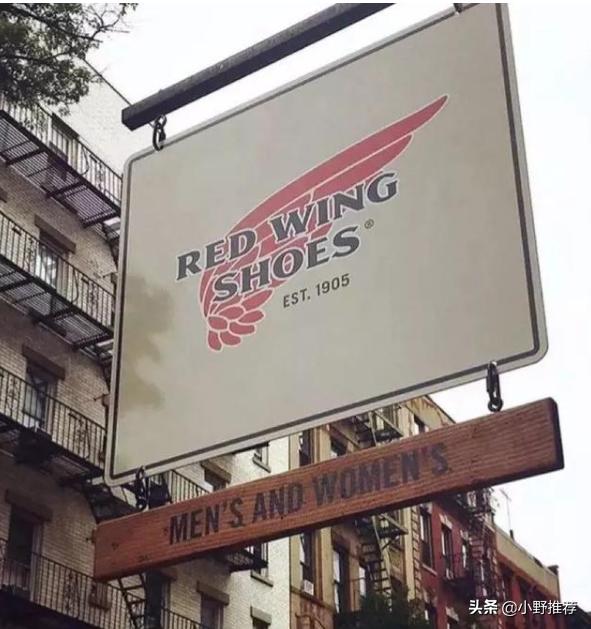 RED WING
SHOES®
EST. 1905
MEN'S AND WOMEN'S
头条 @小野推荐